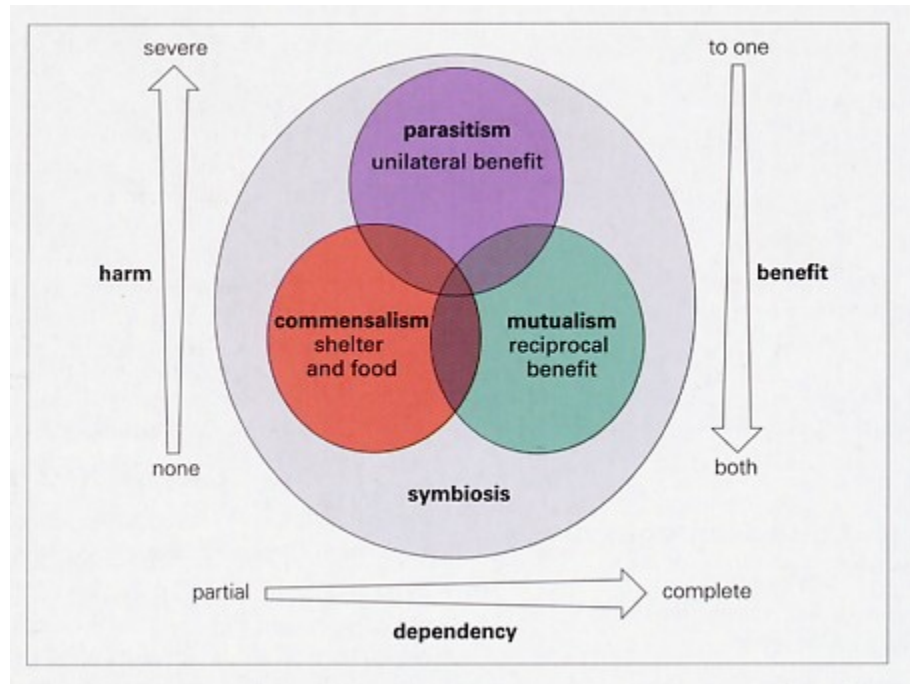 severe
to one
parasitism
unilateral benefit
harm
benefit
commensalism
shelter
and food
mutualism
reciprocal
benefit
none
both
symbiosis
partial
complete
dependency